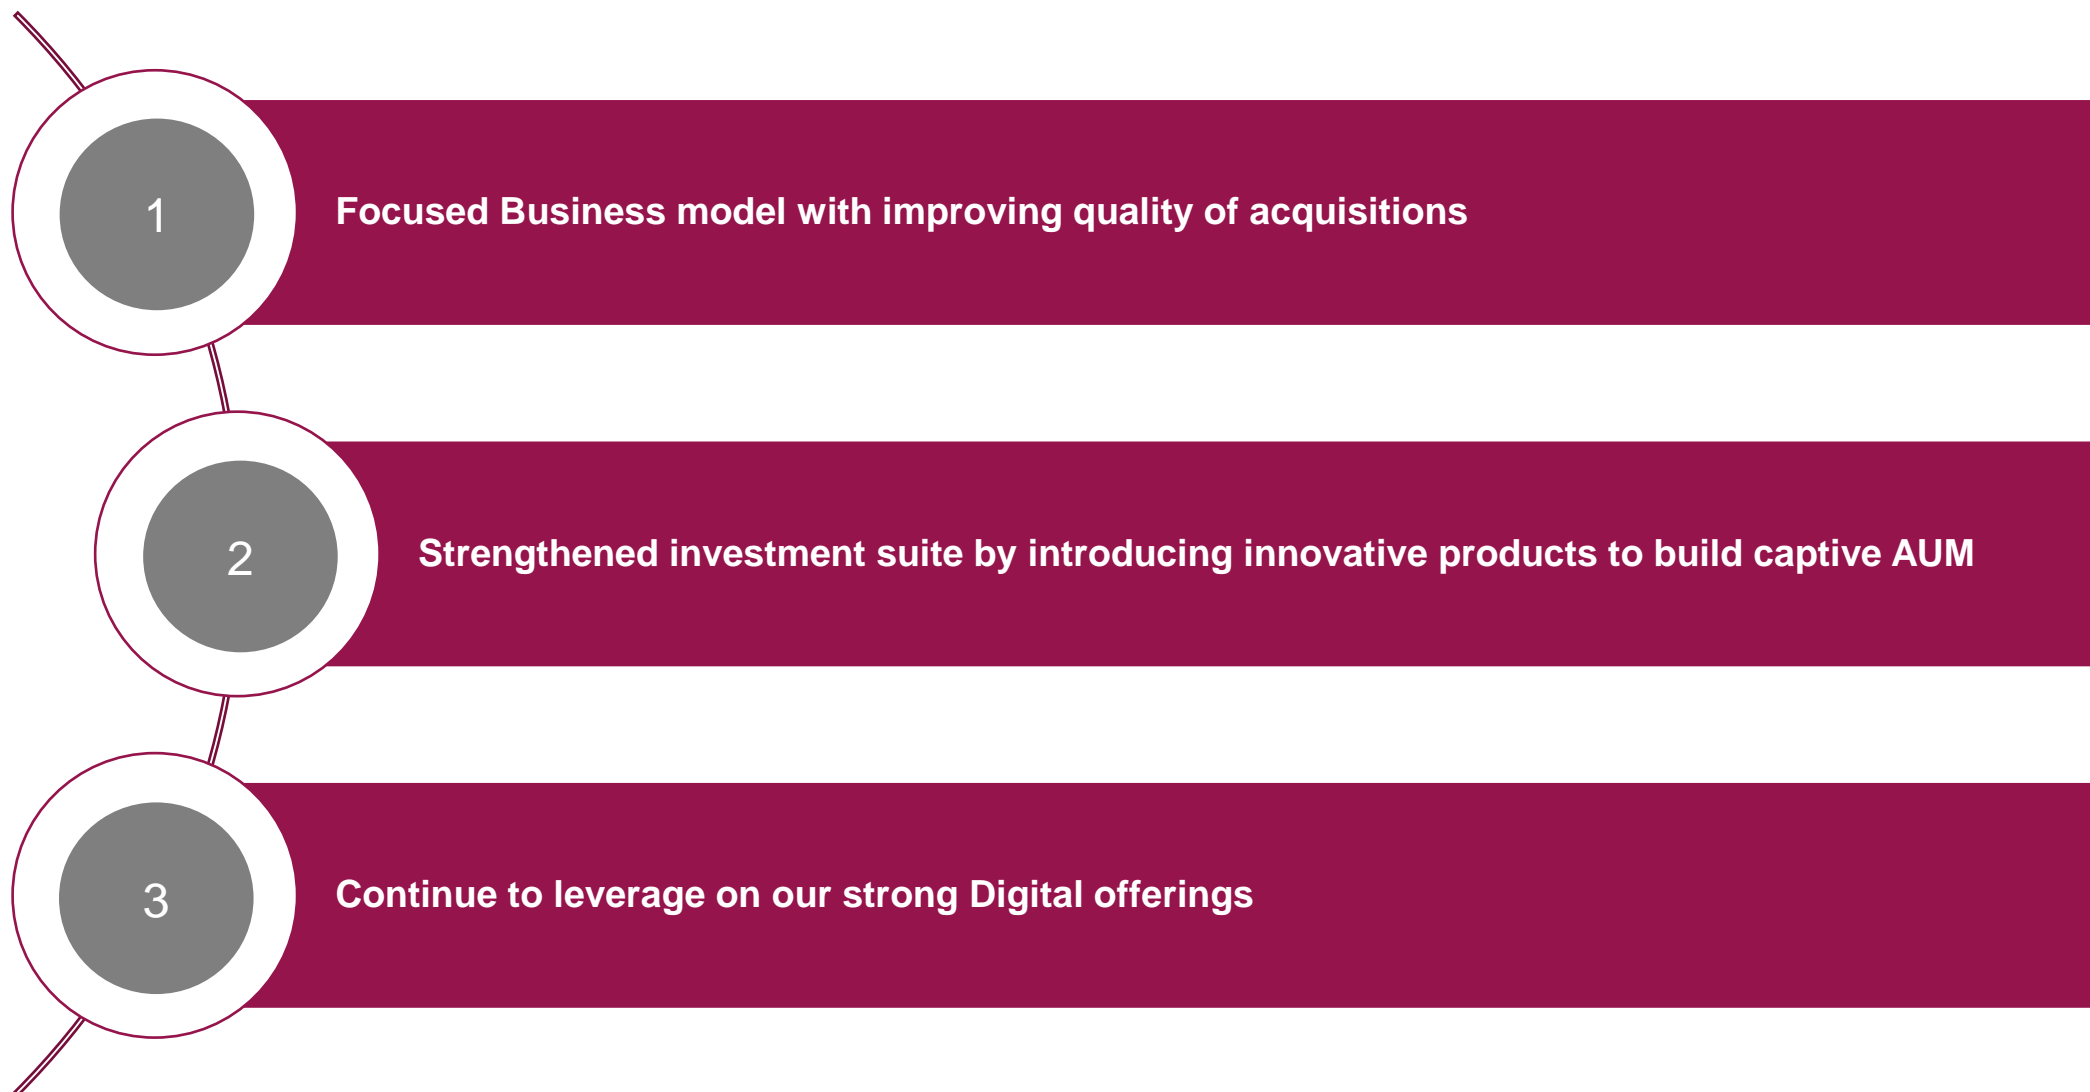 1
Focused Business model with improving quality of acquisitions
2
Strengthened investment suite by introducing innovative products to build captive AUM
3
Continue to leverage on our strong Digital offerings